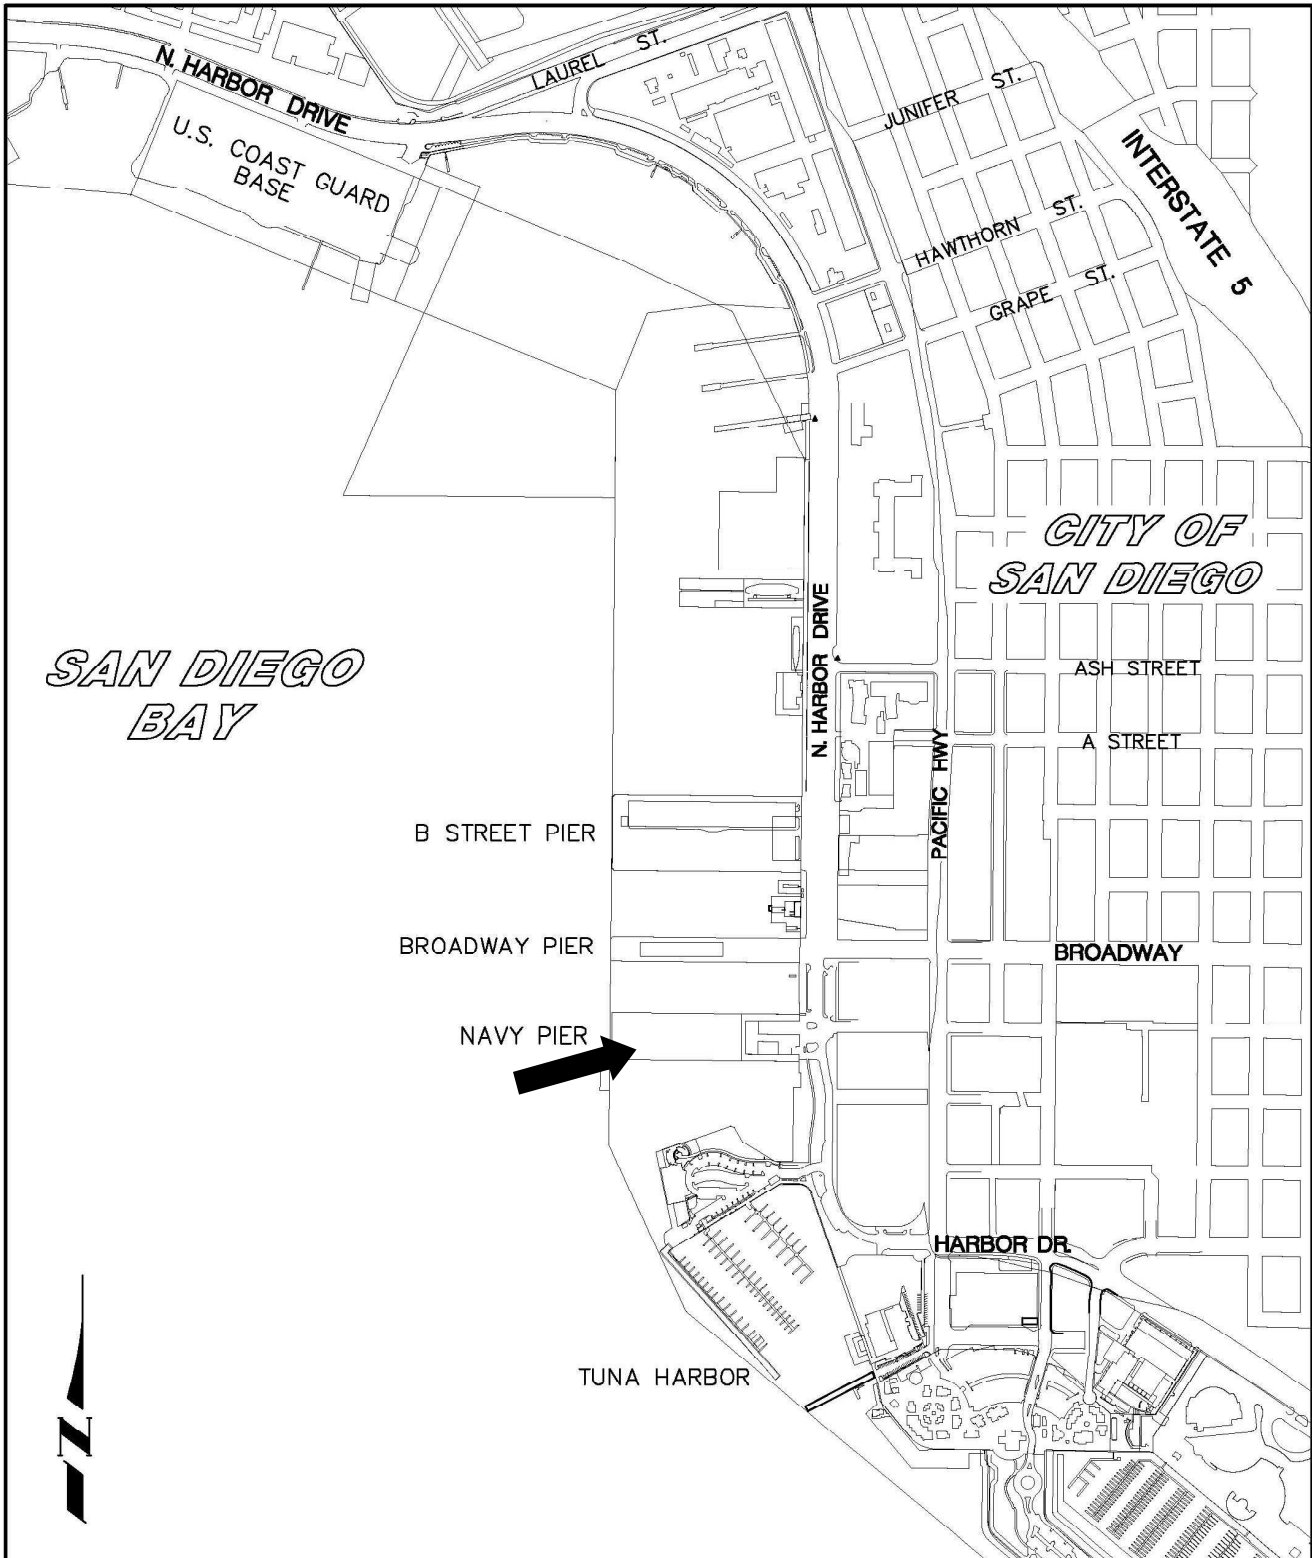 N. HARBOR DRIVE
LAUREL ST.
JUNIFER ST.
U.S. COAST GUARD
BASE
INTERSTATE 5
HAWTHORN ST.
GRAPE ST.
CITY OF
SAN DIEGO
N. HARBOR DRIVE
SAN DIEGO
BAY
ASH STREET
A STREET
PACIFIC HWY
B STREET PIER
BROADWAY PIER
BROADWAY
NAVY PIER
HARBOR DR.
TUNA HARBOR
N